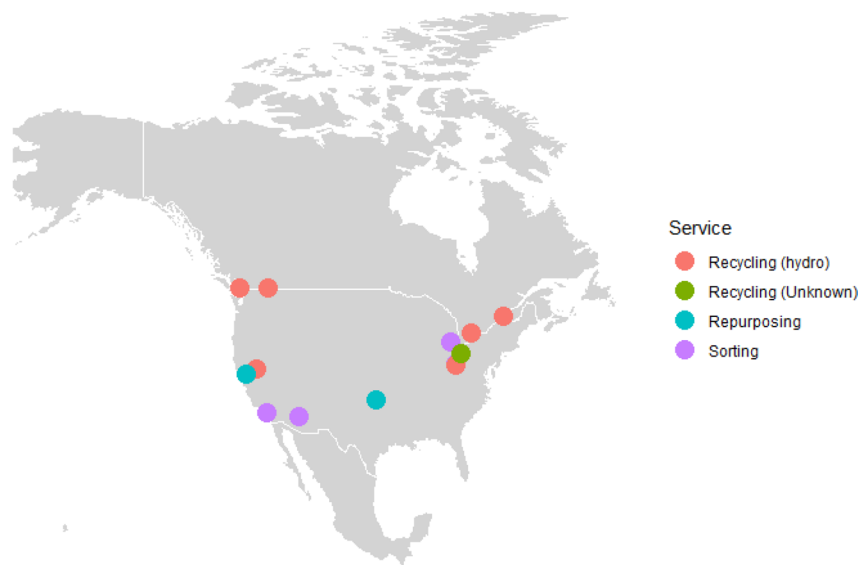 Service
Recycling (hydro)
Recycling (Unknown)
Repurposing
Sorting